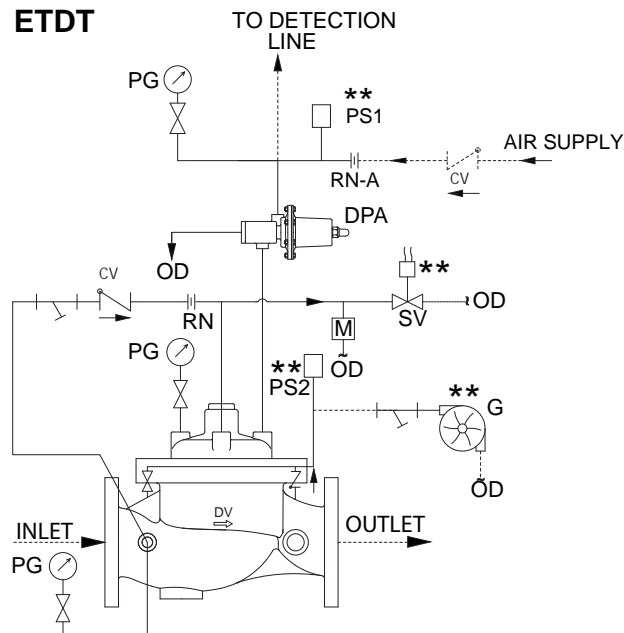 ETDT
TO DETECTION
LINE
PG
**
PS1
AIR SUPPLY
RN-A
CV
DPA
OD
CV
**
RN
SV
~OD
PG
M
~OD
**
PS2
**
G
~OD
DV
INLET
OUTLET
PG